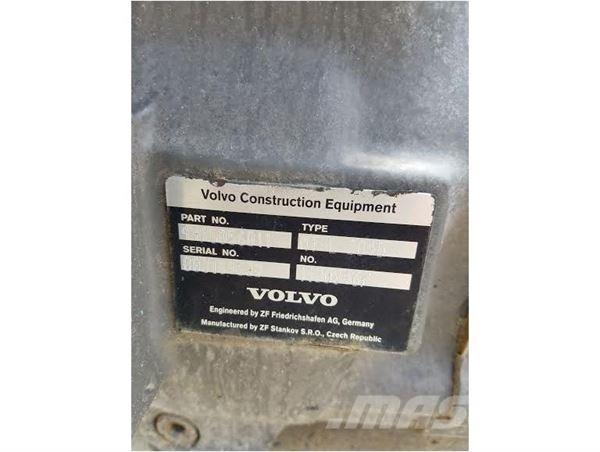 Volvo Construction Equipment
PART NO. TYPE
SERIAL NO. NO.
VOLVO
Engineered by ZF Friedrichshafen AG, Germany
Manufactured by ZF Stankov S.R.O., Czech Republic